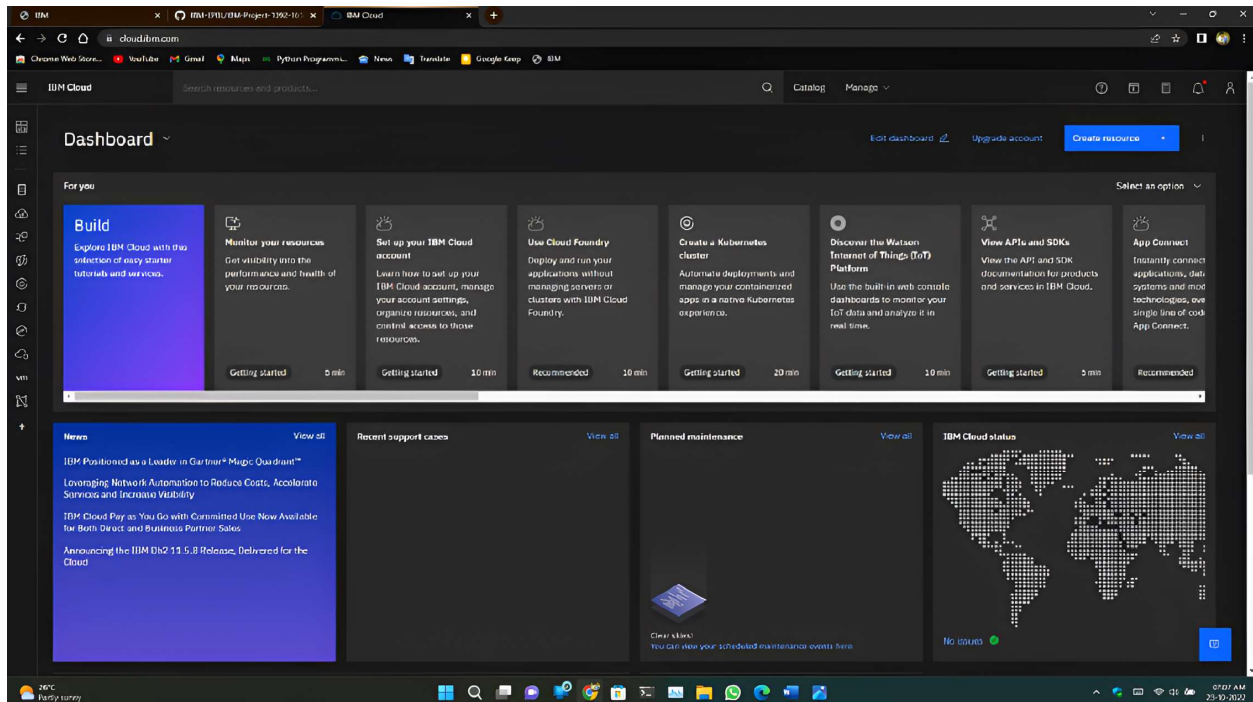 IBM
IBM Cloud
cloud.ibm.com
Chrome Web Store... YouTube Gmail Maps Python Programmi... News Translate Google Keep IBM
IBM Cloud Search resources and products... Catalog Manage
Dashboard
Edit dashboard Upgrade account Create resource
For you
Select an option
Build
Explore IBM Cloud with this
selection of easy starter
tutorials and services.
Monitor your resources
Get visibility into the
performance and health of
your resources.
Getting started 5 min
Set up your IBM Cloud
account
Learn how to set up your
IBM Cloud account, manage
your account settings,
organize resources, and
control access to those
resources.
Getting started 10 min
Use Cloud Foundry
Deploy and run your
applications without
managing servers or
clusters with IBM Cloud
Foundry.
Recommended 10 min
Create a Kubernetes
cluster
Automate deployments and
manage your containerized
apps in a native Kubernetes
experience.
Getting started 20 min
Discover the Watson
Internet of Things (IoT)
Platform
Use the built-in web console
dashboards to monitor your
IoT data and analyze it in
real time.
Getting started 10 min
View APIs and SDKs
View the API and SDK
documentation for products
and services in IBM Cloud.
Getting started 5 min
App Connect
Instantly connect
applications, data
systems and mod
technologies, eve
single line of code
App Connect.
Recommended
News View all
IBM Positioned as a Leader in Gartner® Magic Quadrant™
Leveraging Network Automation to Reduce Costs, Accelerate
Services and Increase Visibility
IBM Cloud Pay as You Go with Committed Use Now Available
for Both Direct and Business Partner Sales
Announcing the IBM Db2 11.5.8 Release, Delivered for the
Cloud
Recent support cases View all
Planned maintenance View all
Clear skies!
You can view your scheduled maintenance events here
IBM Cloud status View all
No issues
vm
26°C
Partly sunny
07:07 AM
23-10-2022